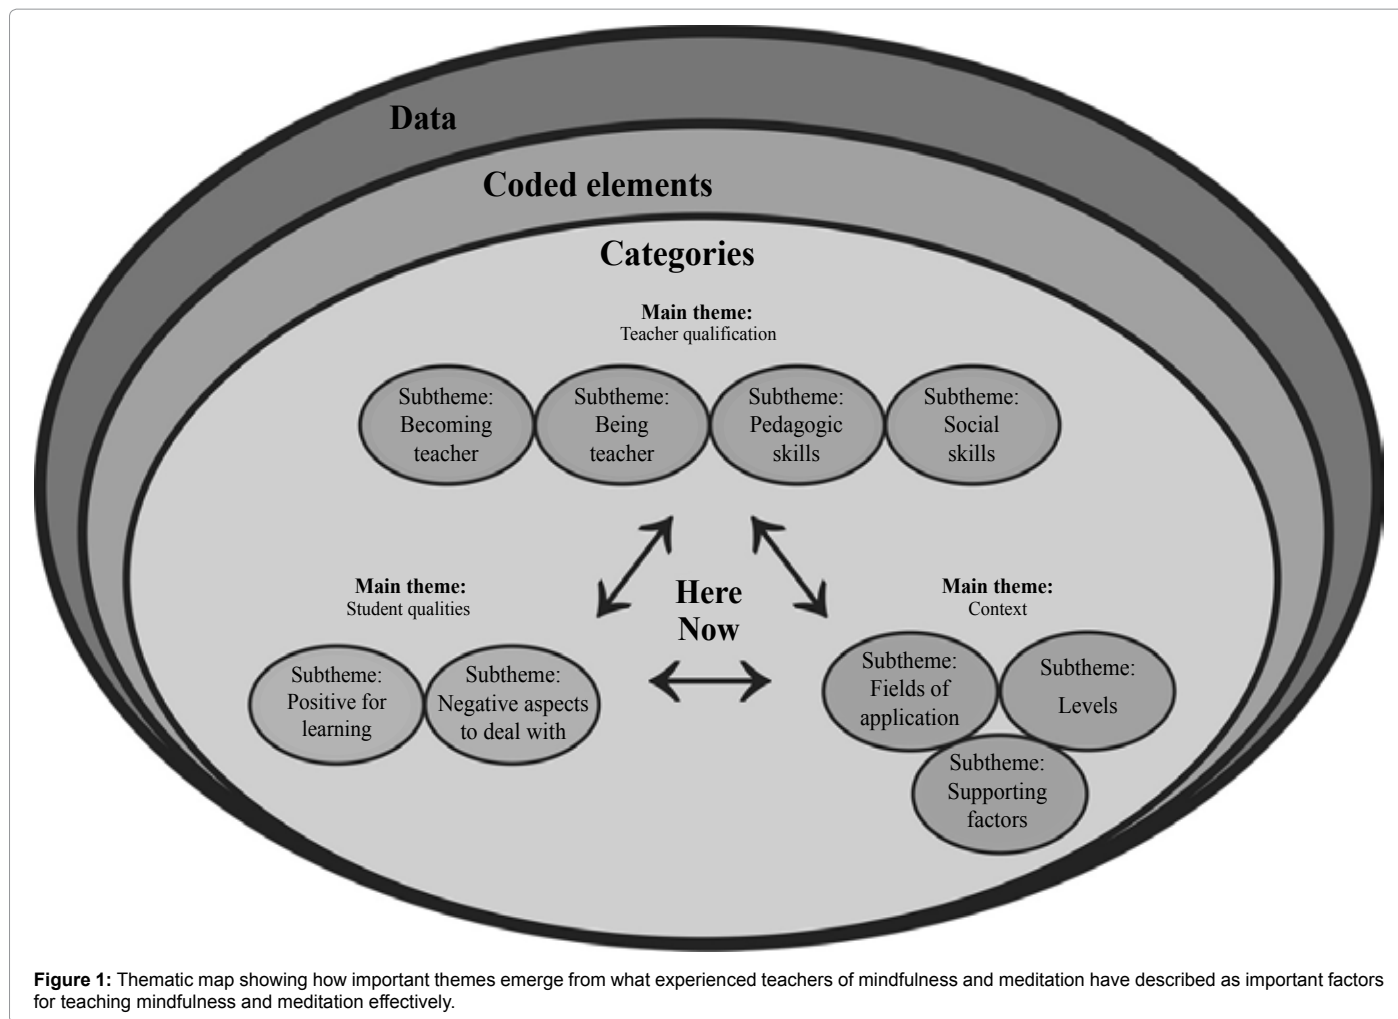 Data
Coded elements
Categories
Main theme:
Teacher qualification
Subtheme:
Becoming
teacher
Subtheme:
Being
teacher
Subtheme:
Pedagogic
skills
Subtheme:
Social
skills
Here
Now
Main theme:
Student qualities
Subtheme:
Positive for
learning
Subtheme:
Negative aspects
to deal with
Main theme:
Context
Subtheme:
Fields of
application
Subtheme:
Levels
Subtheme:
Supporting
factors
Figure 1: Thematic map showing how important themes emerge from what experienced teachers of mindfulness and meditation have described as important factors
for teaching mindfulness and meditation effectively.